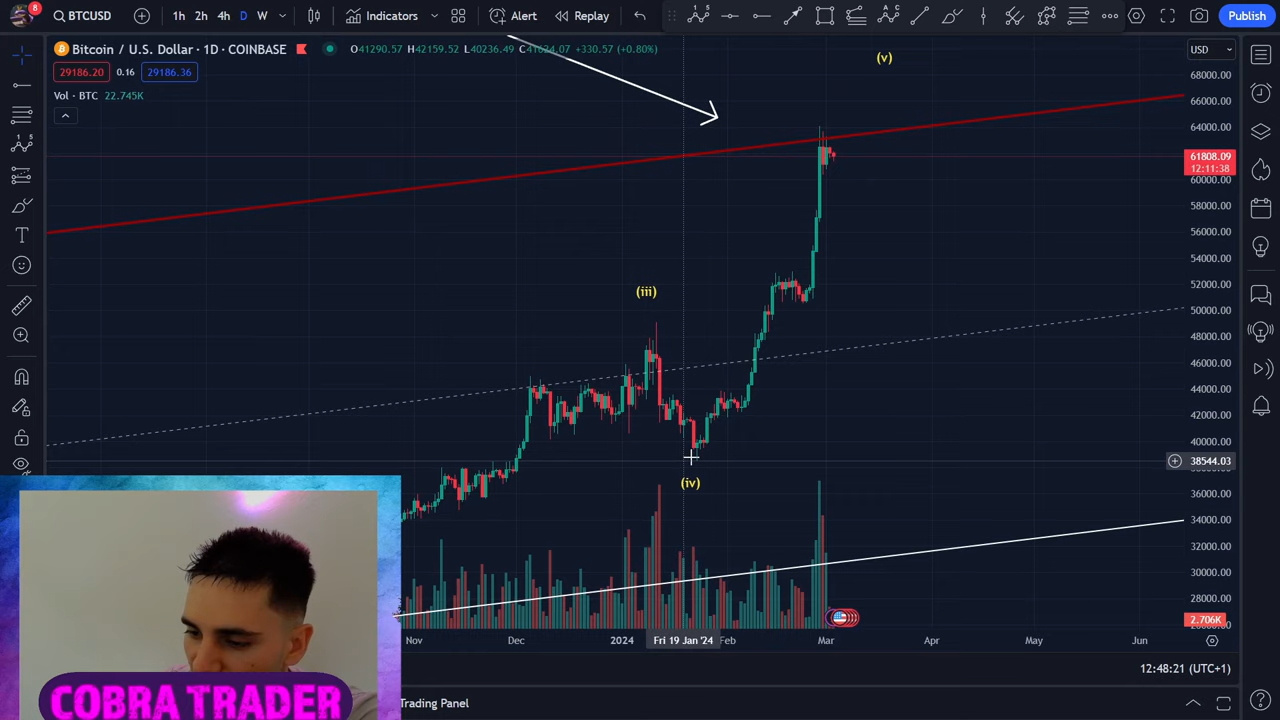 8
BTCUSD
1h 2h 4h D W
Indicators
Alert
Replay
Publish
Bitcoin / U.S. Dollar · 1D · COINBASE
O41290.57 H42159.52 L40236.49 C41624.07 +330.57 (+0.80%)
29186.20 0.16 29186.36
Vol · BTC 22.745K
USD
(v)
(iii)
(iv)
68000.00
66000.00
64000.00
61808.09
12:11:38
60000.00
58000.00
56000.00
54000.00
52000.00
50000.00
48000.00
46000.00
44000.00
42000.00
40000.00
38544.03
36000.00
34000.00
32000.00
30000.00
28000.00
2.706K
Nov Dec 2024 Fri 19 Jan '24 Feb Mar Apr May Jun
12:48:21 (UTC+1)
Trading Panel
COBRA TRADER